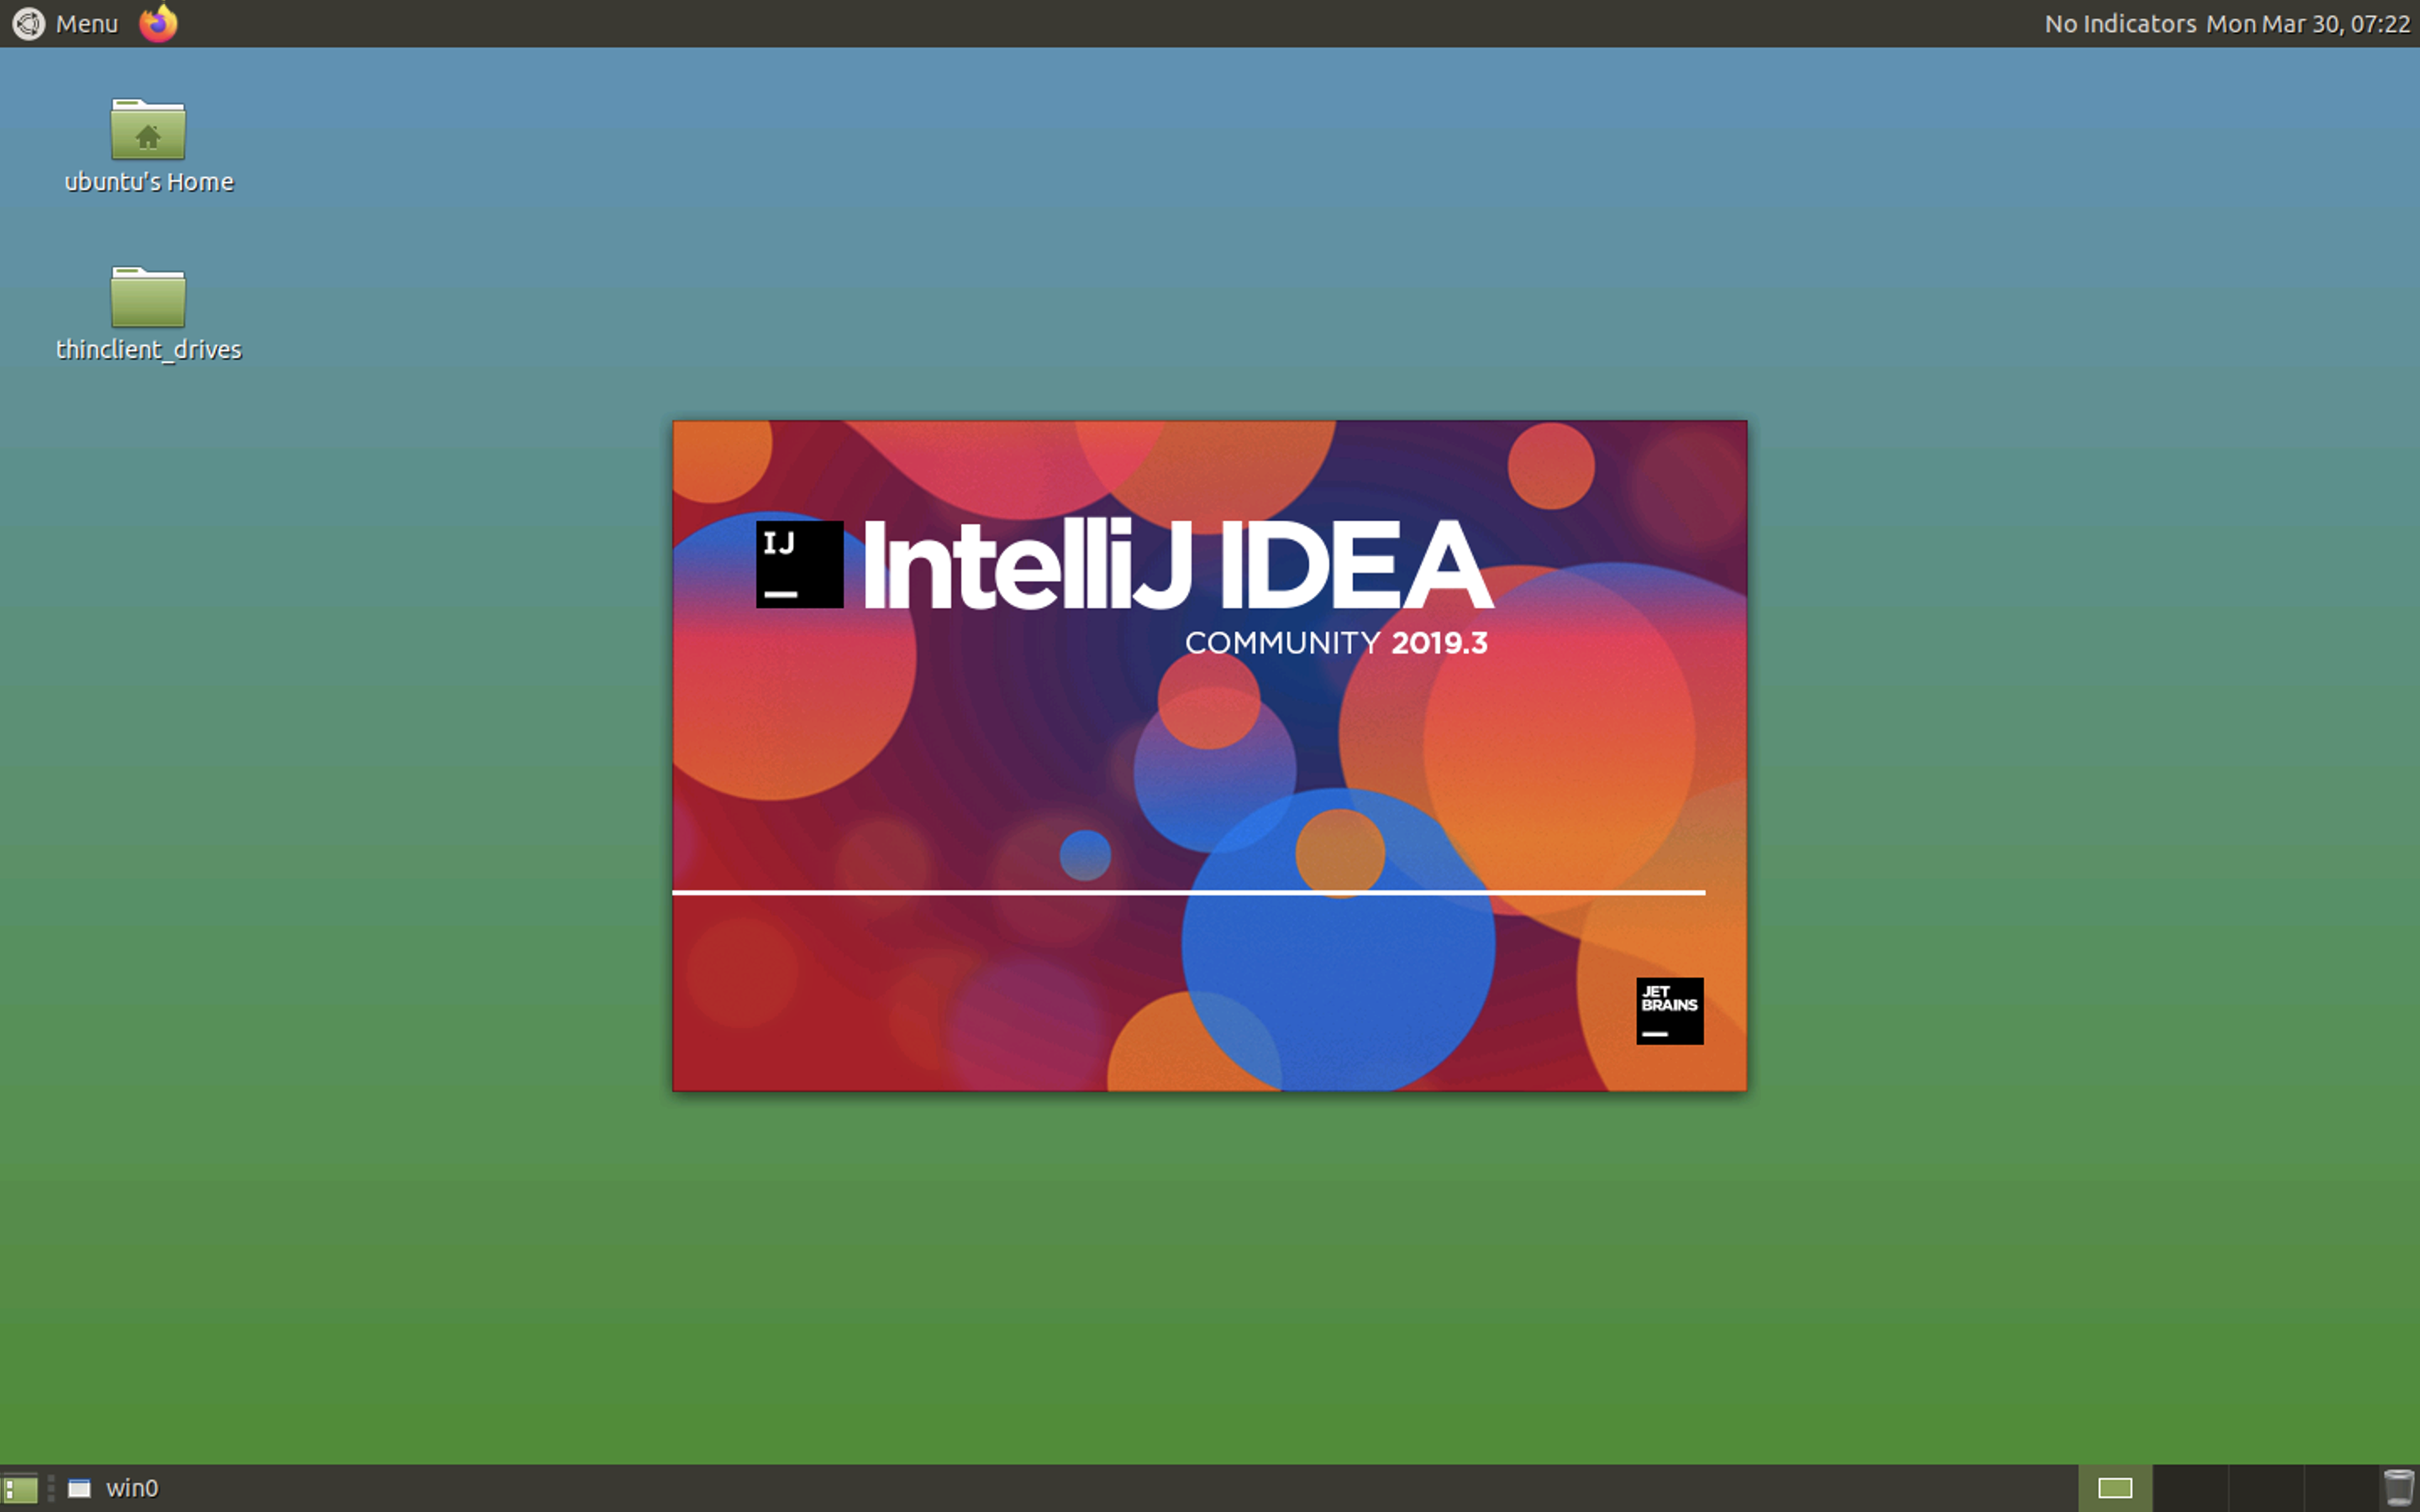 Menu
No Indicators Mon Mar 30, 07:22
ubuntu's Home
thinclient_drives
IJ
IntelliJ IDEA
COMMUNITY 2019.3
JET
BRAINS
win0